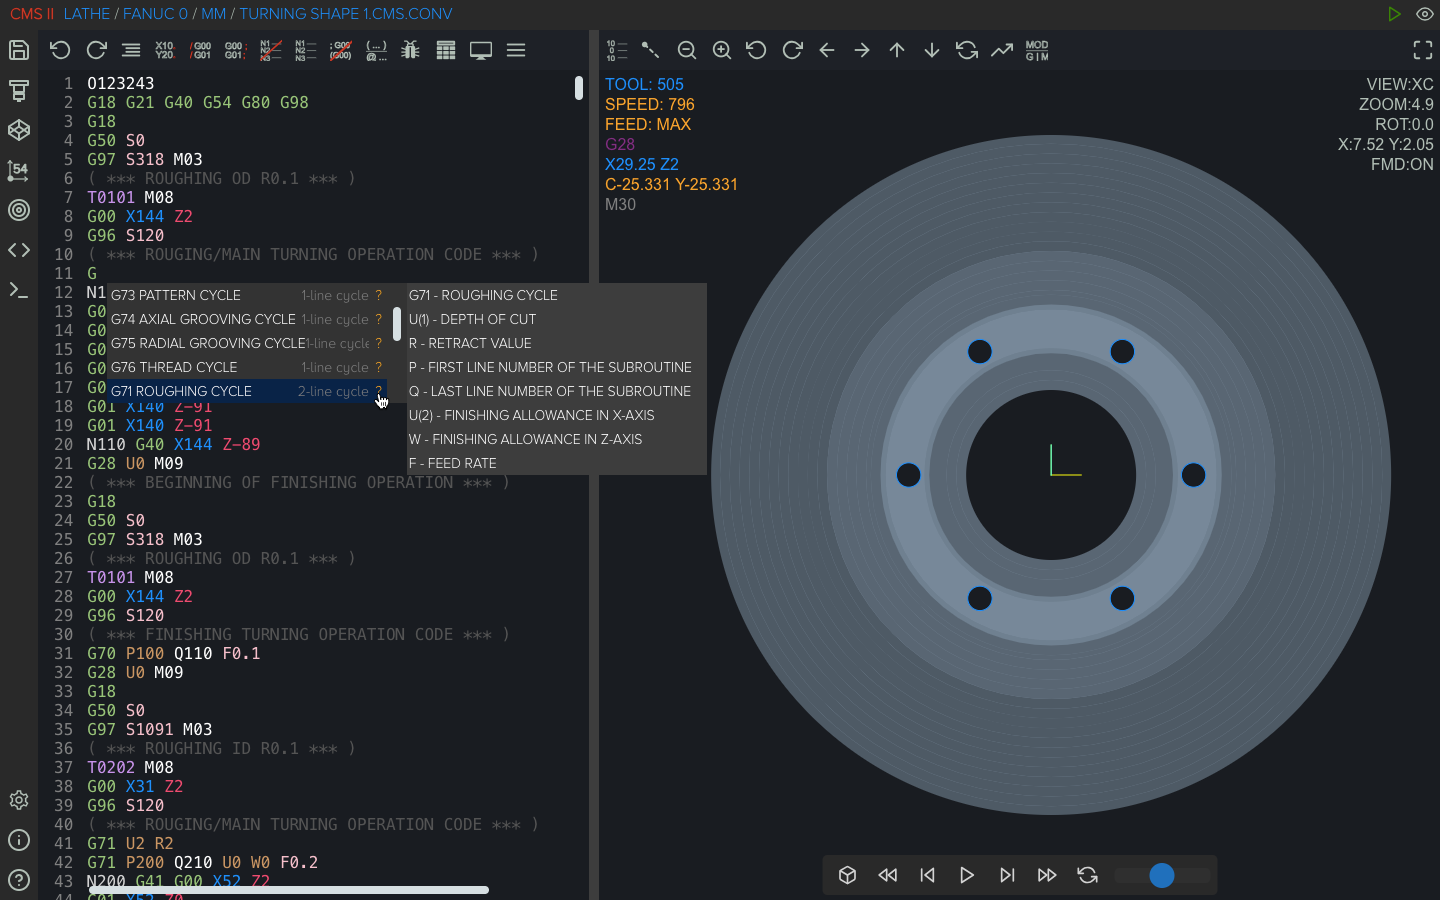 CMS II LATHE / FANUC 0 / MM / TURNING SHAPE 1.CMS.CONV
1 O123243
2 G18 G21 G40 G54 G80 G98
3 G18
4 G50 S0
5 G97 S318 M03
6 ( *** ROUGHING OD R0.1 *** )
7 T0101 M08
8 G00 X144 Z2
9 G96 S120
10 ( *** ROUGING/MAIN TURNING OPERATION CODE *** )
11 G
12 N1
13 G0
14 G0
15 G0
16 G0
17 G0
18 G01 X140 Z-91
19 G01 X140 Z-91
20 N110 G40 X144 Z-89
21 G28 U0 M09
22 ( *** BEGINNING OF FINISHING OPERATION *** )
23 G18
24 G50 S0
25 G97 S318 M03
26 ( *** ROUGHING OD R0.1 *** )
27 T0101 M08
28 G00 X144 Z2
29 G96 S120
30 ( *** FINISHING TURNING OPERATION CODE *** )
31 G70 P100 Q110 F0.1
32 G28 U0 M09
33 G18
34 G50 S0
35 G97 S1091 M03
36 ( *** ROUGHING ID R0.1 *** )
37 T0202 M08
38 G00 X31 Z2
39 G96 S120
40 ( *** ROUGING/MAIN TURNING OPERATION CODE *** )
41 G71 U2 R2
42 G71 P200 Q210 U0 W0 F0.2
43 N200 G41 G00 X52 Z2
44 G01 X52 Z0
G73 PATTERN CYCLE 1-line cycle ?
G74 AXIAL GROOVING CYCLE 1-line cycle ?
G75 RADIAL GROOVING CYCLE 1-line cycle ?
G76 THREAD CYCLE 1-line cycle ?
G71 ROUGHING CYCLE 2-line cycle ?
G71 - ROUGHING CYCLE
U(1) - DEPTH OF CUT
R - RETRACT VALUE
P - FIRST LINE NUMBER OF THE SUBROUTINE
Q - LAST LINE NUMBER OF THE SUBROUTINE
U(2) - FINISHING ALLOWANCE IN X-AXIS
W - FINISHING ALLOWANCE IN Z-AXIS
F - FEED RATE
TOOL: 505
SPEED: 796
FEED: MAX
G28
X29.25 Z2
C-25.331 Y-25.331
M30
VIEW:XC
ZOOM:4.9
ROT:0.0
X:7.52 Y:2.05
FMD:ON
54
X10
Y20
/G00
/G01
G00;
G01;
MOD
G|M